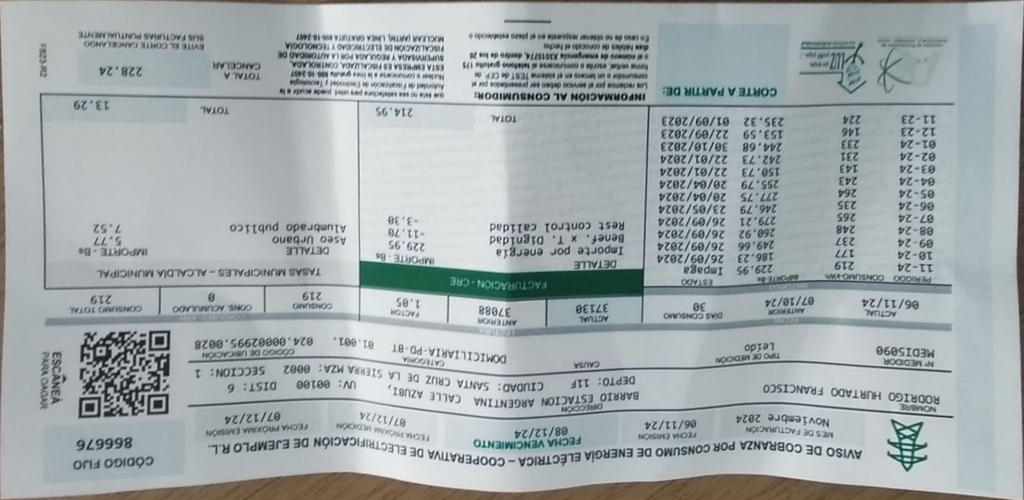 AVISO DE COBRANZA POR CONSUMO DE ENERGÍA ELÉCTRICA – COOPERATIVA DE ELECTRIFICACIÓN DE EJEMPLO R.L.
CÓDIGO FIJO
866676
MES DE FACTURACIÓN
Noviembre 2024
FECHA EMISIÓN
06/11/24
FECHA VENCIMIENTO
08/12/24
FECHA PRÓXIMA MEDICIÓN
07/12/24
FECHA PRÓXIMA EMISIÓN
07/12/24
NOMBRE
RODRIGO FRANCISCO HURTADO
DIRECCIÓN
BARRIO ESTACION ARGENTINA CALLE, AZUBI,
DEPTO: 11F CIUDAD: SANTA CRUZ DE LA SIERRA MZA: 0002 SECCION: 1
UV: 00100 DIST: 6
ESCANÉA
PARA PAGAR
Nº MEDIDOR
MEDIS090
TIPO DE MEDICIÓN
Leído
CAUSA
CATEGORÍA
DOMICILIARIA-PD-BT
CÓDIGO DE UBICACIÓN
01.001. 024.00002995.0028
FECHA
LECTURA
ACTUAL
06/11/24
ANTERIOR
07/10/24
DÍAS CONSUMO
30
ACTUAL
37130
ANTERIOR
37088
FACTOR
1.05
CONSUMO
219
CONS. ACUMULADO
0
CONSUMO TOTAL
219
PERIODO CONSUMO-kWh IMPORTE-Bs ESTADO
11-24 219 229.95 Impaga
10-24 177 186.23 26/09/2024
09-24 237 249.66 26/09/2024
08-24 248 260.92 26/09/2024
07-24 265 279.21 26/09/2024
06-24 235 246.79 23/05/2024
05-24 264 277.75 20/04/2024
04-24 243 255.79 20/04/2024
03-24 143 150.73 22/01/2024
02-24 231 242.73 22/01/2024
01-24 233 244.68 30/10/2023
12-23 146 153.59 22/09/2023
11-23 224 235.32 01/09/2023
FACTURACIÓN - CRE
DETALLE IMPORTE - Bs
Importe por energía 229.95
Benef. x T. Dignidad -11.70
Rest control calidad -3.30
TOTAL 214.95
TASAS MUNICIPALES – ALCALDÍA MUNICIPAL
DETALLE IMPORTE - Bs
Aseo Urbano 5.77
Alumbrado publico 7.52
TOTAL 13.29
CORTE A PARTIR DE:
INFORMACIÓN AL CONSUMIDOR:
Los reclamos por el servicio deben ser presentados por el
consumidor o un tercero en el sistema TEST de CEP de
forma verbal, escrita o comunicarse al teléfono gratuito 175
días hábiles de conocido el hecho
En caso de no obtener respuesta en el plazo establecido o
que esta no sea satisfactoria para usted, puede acudir a la
Autoridad de Fiscalización de Electricidad y Tecnología
Nuclear o comunicarse a la línea gratuita 800-10-2407
ESTA EMPRESA ES FISCALIZADA, CONTROLADA,
SUPERVISADA Y REGULADA POR LA AUTORIDAD DE
FISCALIZACIÓN DE ELECTRICIDAD Y TECNOLOGÍA
NUCLEAR (AETN), LÍNEA GRATUITA 800-10-2407
TOTAL A
CANCELAR
228.24
EVITE EL CORTE CANCELANDO
SUS FACTURAS PUNTUALMENTE
FB23-R2